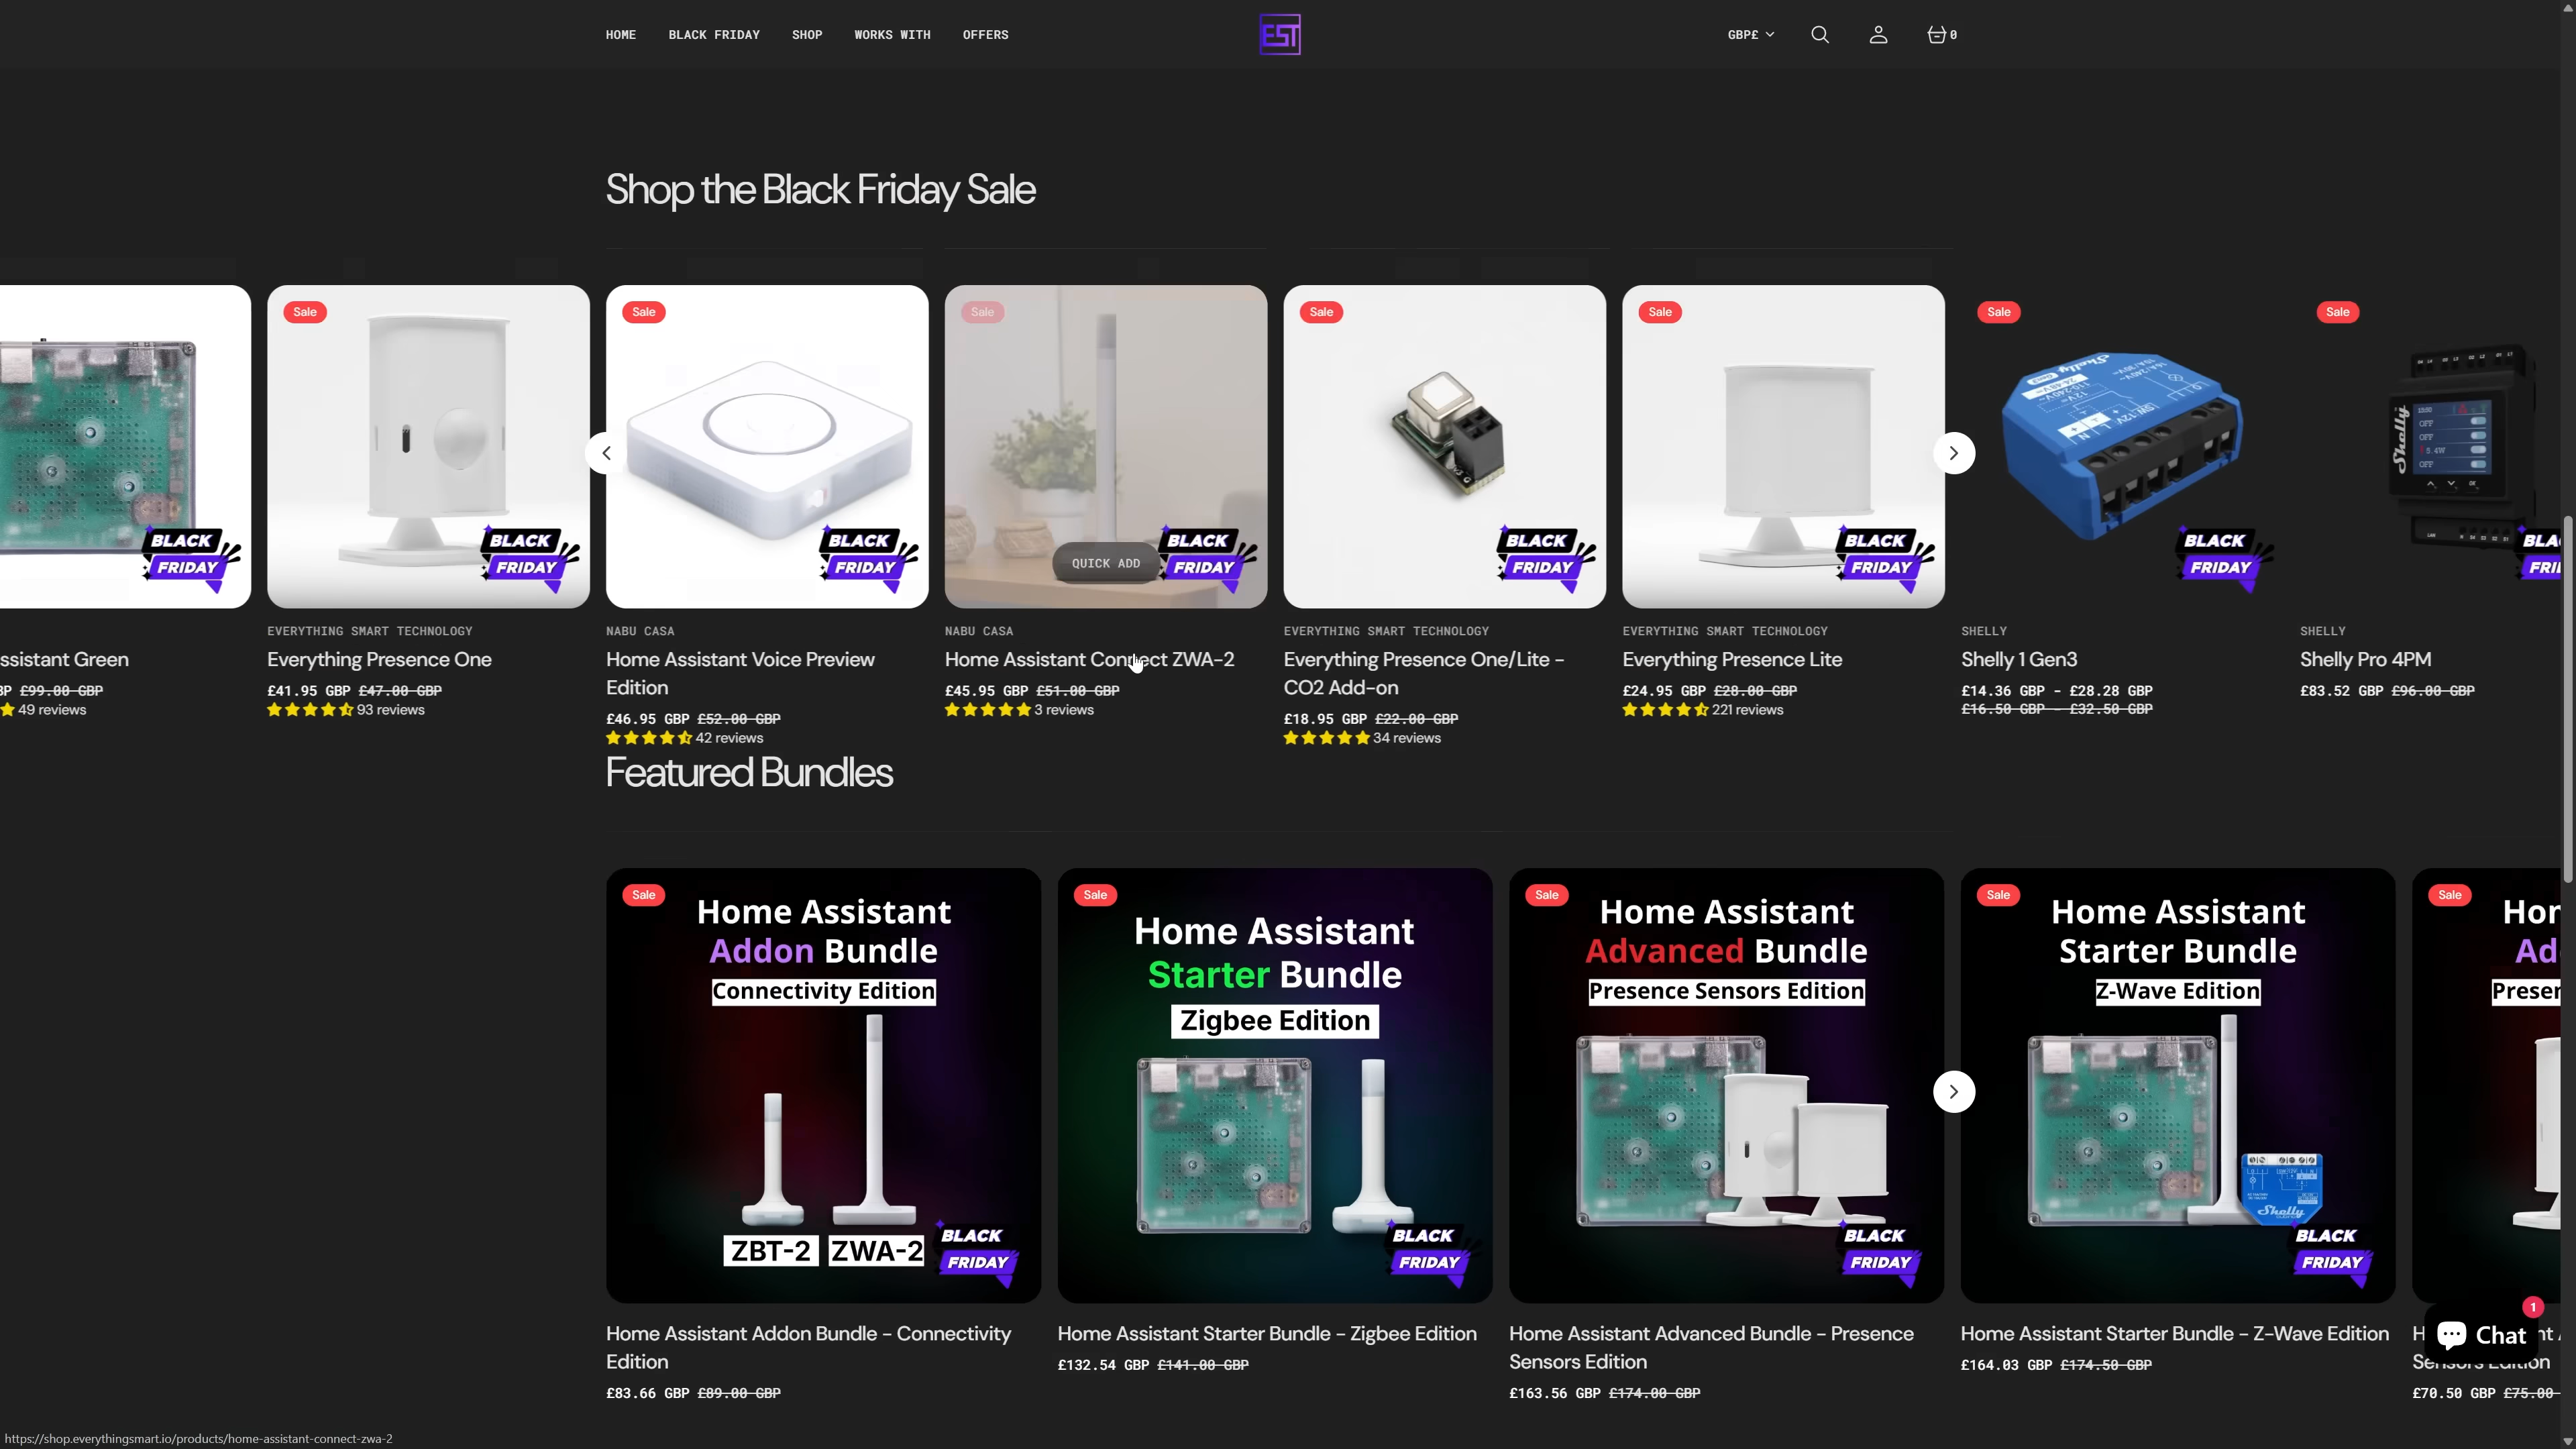 HOME BLACK FRIDAY SHOP WORKS WITH OFFERS
EST
GBP£
0
Shop the Black Friday Sale
Sale
Sale
Sale
Sale
Sale
Sale
Sale
BLACK
FRIDAY
BLACK
FRIDAY
BLACK
FRIDAY
QUICK ADD
BLACK
FRIDAY
BLACK
FRIDAY
BLACK
FRIDAY
Shelly
BLACK
FRIDAY
Shelly
OFF
OFF
5.4W
OFF
BLA
FRI
ssistant Green
BP £99.00 GBP
49 reviews
EVERYTHING SMART TECHNOLOGY
Everything Presence One
£41.95 GBP £47.00 GBP
93 reviews
NABU CASA
Home Assistant Voice Preview
Edition
£46.95 GBP £52.00 GBP
42 reviews
NABU CASA
Home Assistant Connect ZWA-2
£45.95 GBP £51.00 GBP
3 reviews
EVERYTHING SMART TECHNOLOGY
Everything Presence One/Lite -
CO2 Add-on
£18.95 GBP £22.00 GBP
34 reviews
EVERYTHING SMART TECHNOLOGY
Everything Presence Lite
£24.95 GBP £28.00 GBP
221 reviews
SHELLY
Shelly 1 Gen3
£14.36 GBP - £28.28 GBP
£16.50 GBP - £32.50 GBP
SHELLY
Shelly Pro 4PM
£83.52 GBP £96.00 GBP
Featured Bundles
Sale
Home Assistant
Addon Bundle
Connectivity Edition
ZBT-2 ZWA-2
BLACK
FRIDAY
Home Assistant Addon Bundle - Connectivity
Edition
£83.66 GBP £89.00 GBP
Sale
Home Assistant
Starter Bundle
Zigbee Edition
BLACK
FRIDAY
Home Assistant Starter Bundle - Zigbee Edition
£132.54 GBP £141.00 GBP
Sale
Home Assistant
Advanced Bundle
Presence Sensors Edition
BLACK
FRIDAY
Home Assistant Advanced Bundle - Presence
Sensors Edition
£163.56 GBP £174.00 GBP
Sale
Home Assistant
Starter Bundle
Z-Wave Edition
Shelly
BLACK
FRIDAY
Home Assistant Starter Bundle - Z-Wave Edition
£164.03 GBP £174.50 GBP
Sale
Hor
Ad
Preser
1
Chat
Sensors Edition
£70.50 GBP £75.00
https://shop.everythingsmart.io/products/home-assistant-connect-zwa-2